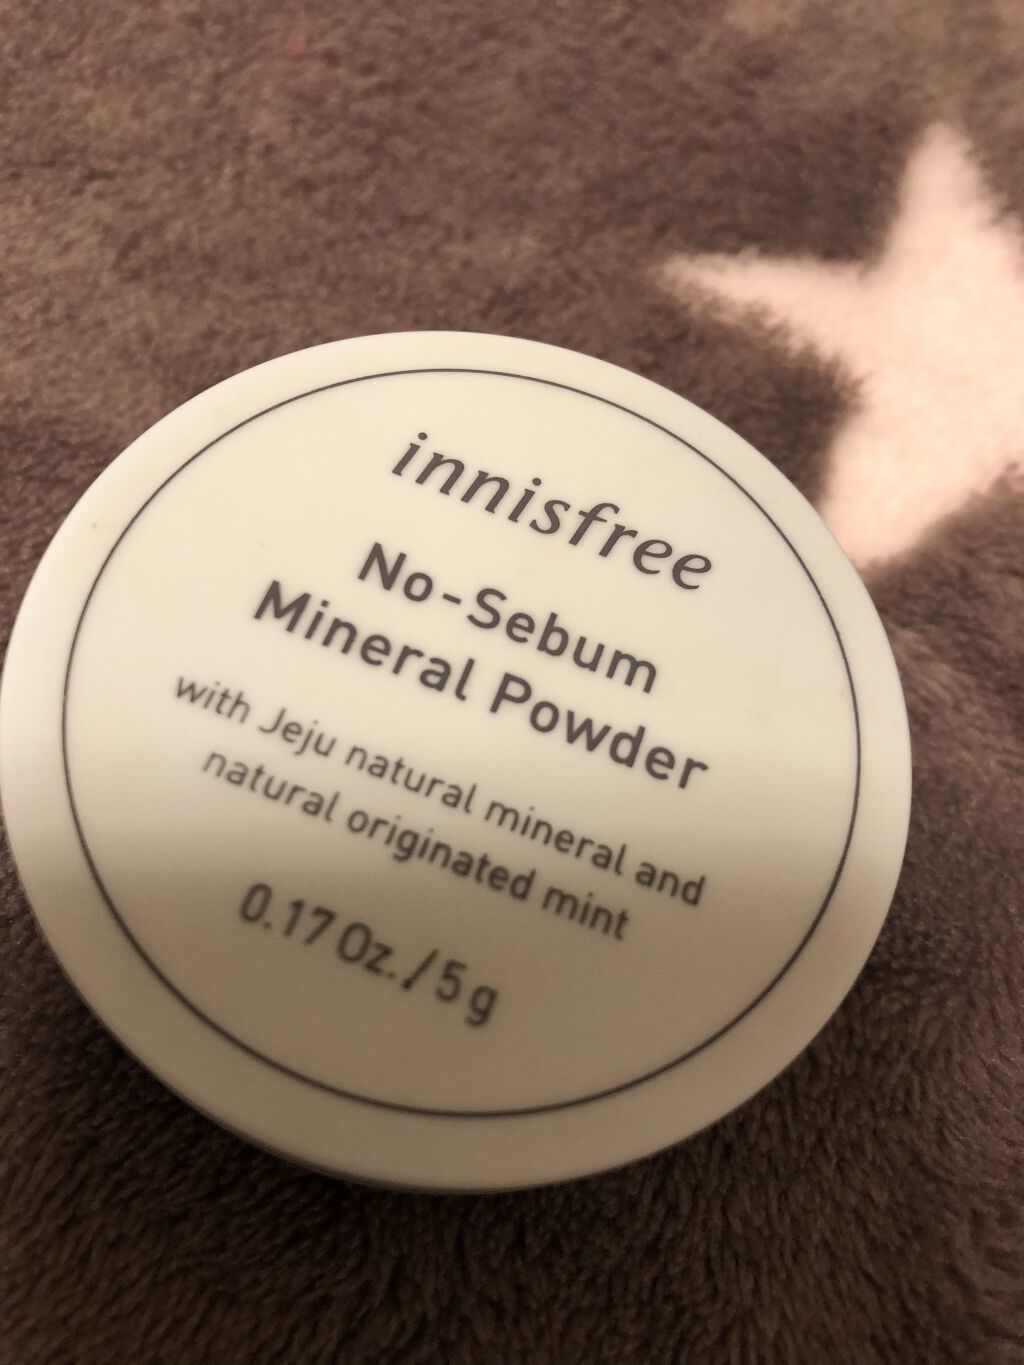 innisfree
No-Sebum
Mineral Powder
with Jeju natural mineral and
natural originated mint
0.17 Oz. / 5 g